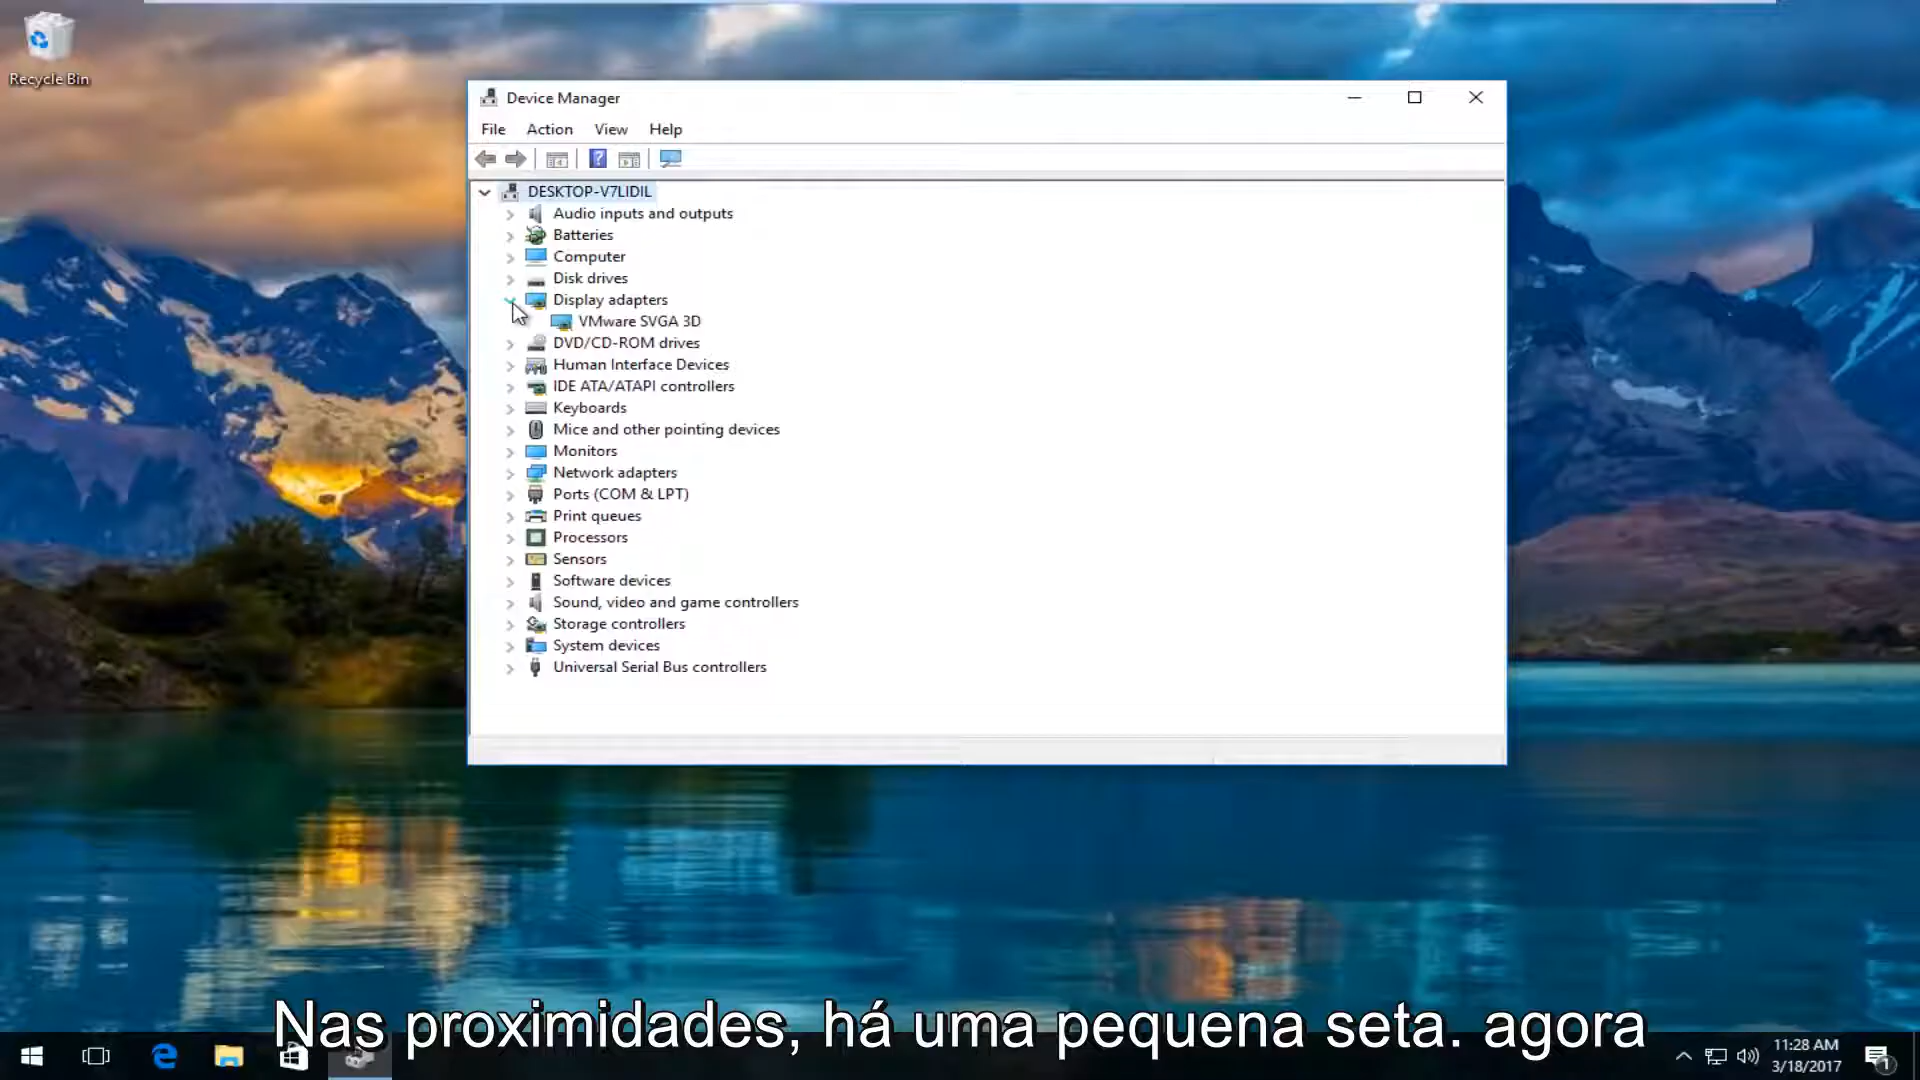 Recycle Bin
Device Manager
File Action View Help
DESKTOP-V7LIDIL
Audio inputs and outputs
Batteries
Computer
Disk drives
Display adapters
VMware SVGA 3D
DVD/CD-ROM drives
Human Interface Devices
IDE ATA/ATAPI controllers
Keyboards
Mice and other pointing devices
Monitors
Network adapters
Ports (COM & LPT)
Print queues
Processors
Sensors
Software devices
Sound, video and game controllers
Storage controllers
System devices
Universal Serial Bus controllers
Nas proximidades, há uma pequena seta. agora
11:28 AM
3/18/2017
1